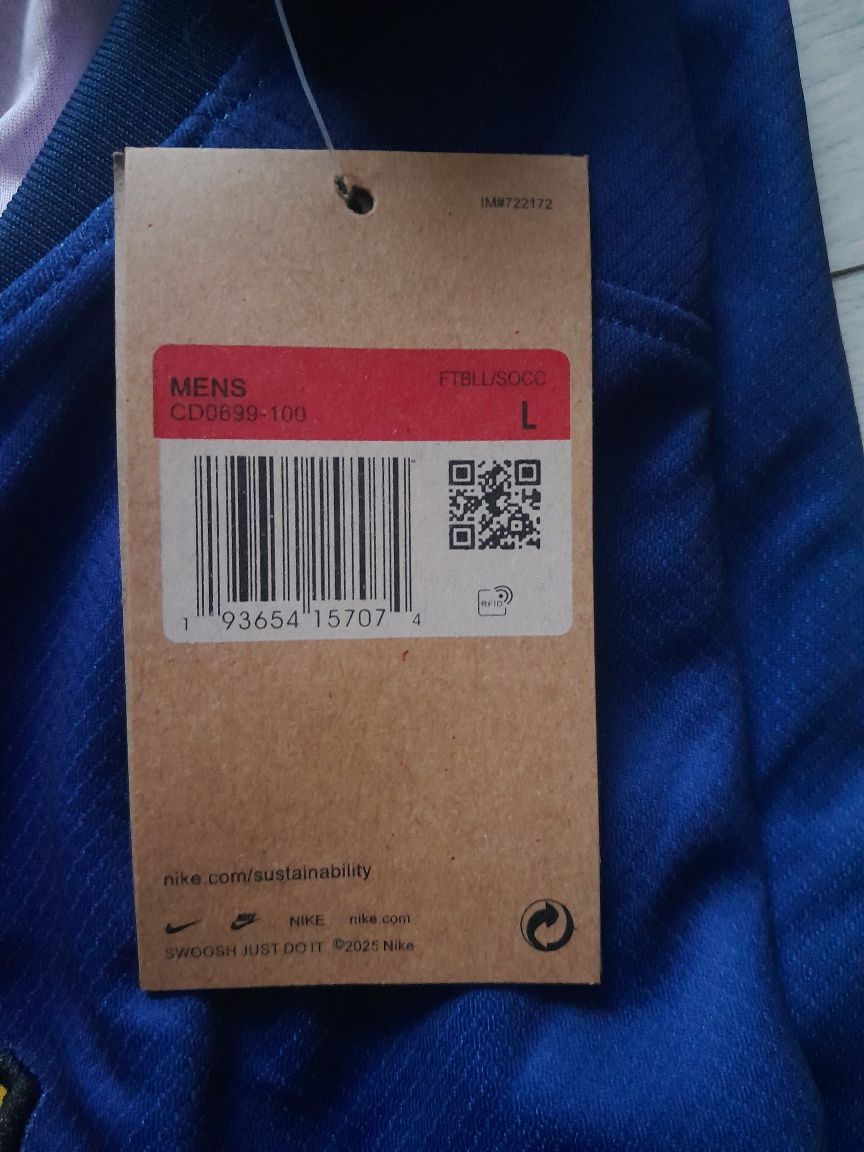 IM#722172
MENS
FTBLL/SOCC
CD0699-100
L
RFID
1 93654 15707 4
nike.com/sustainability
NIKE nike.com
SWOOSH JUST DO IT ©2025 Nike